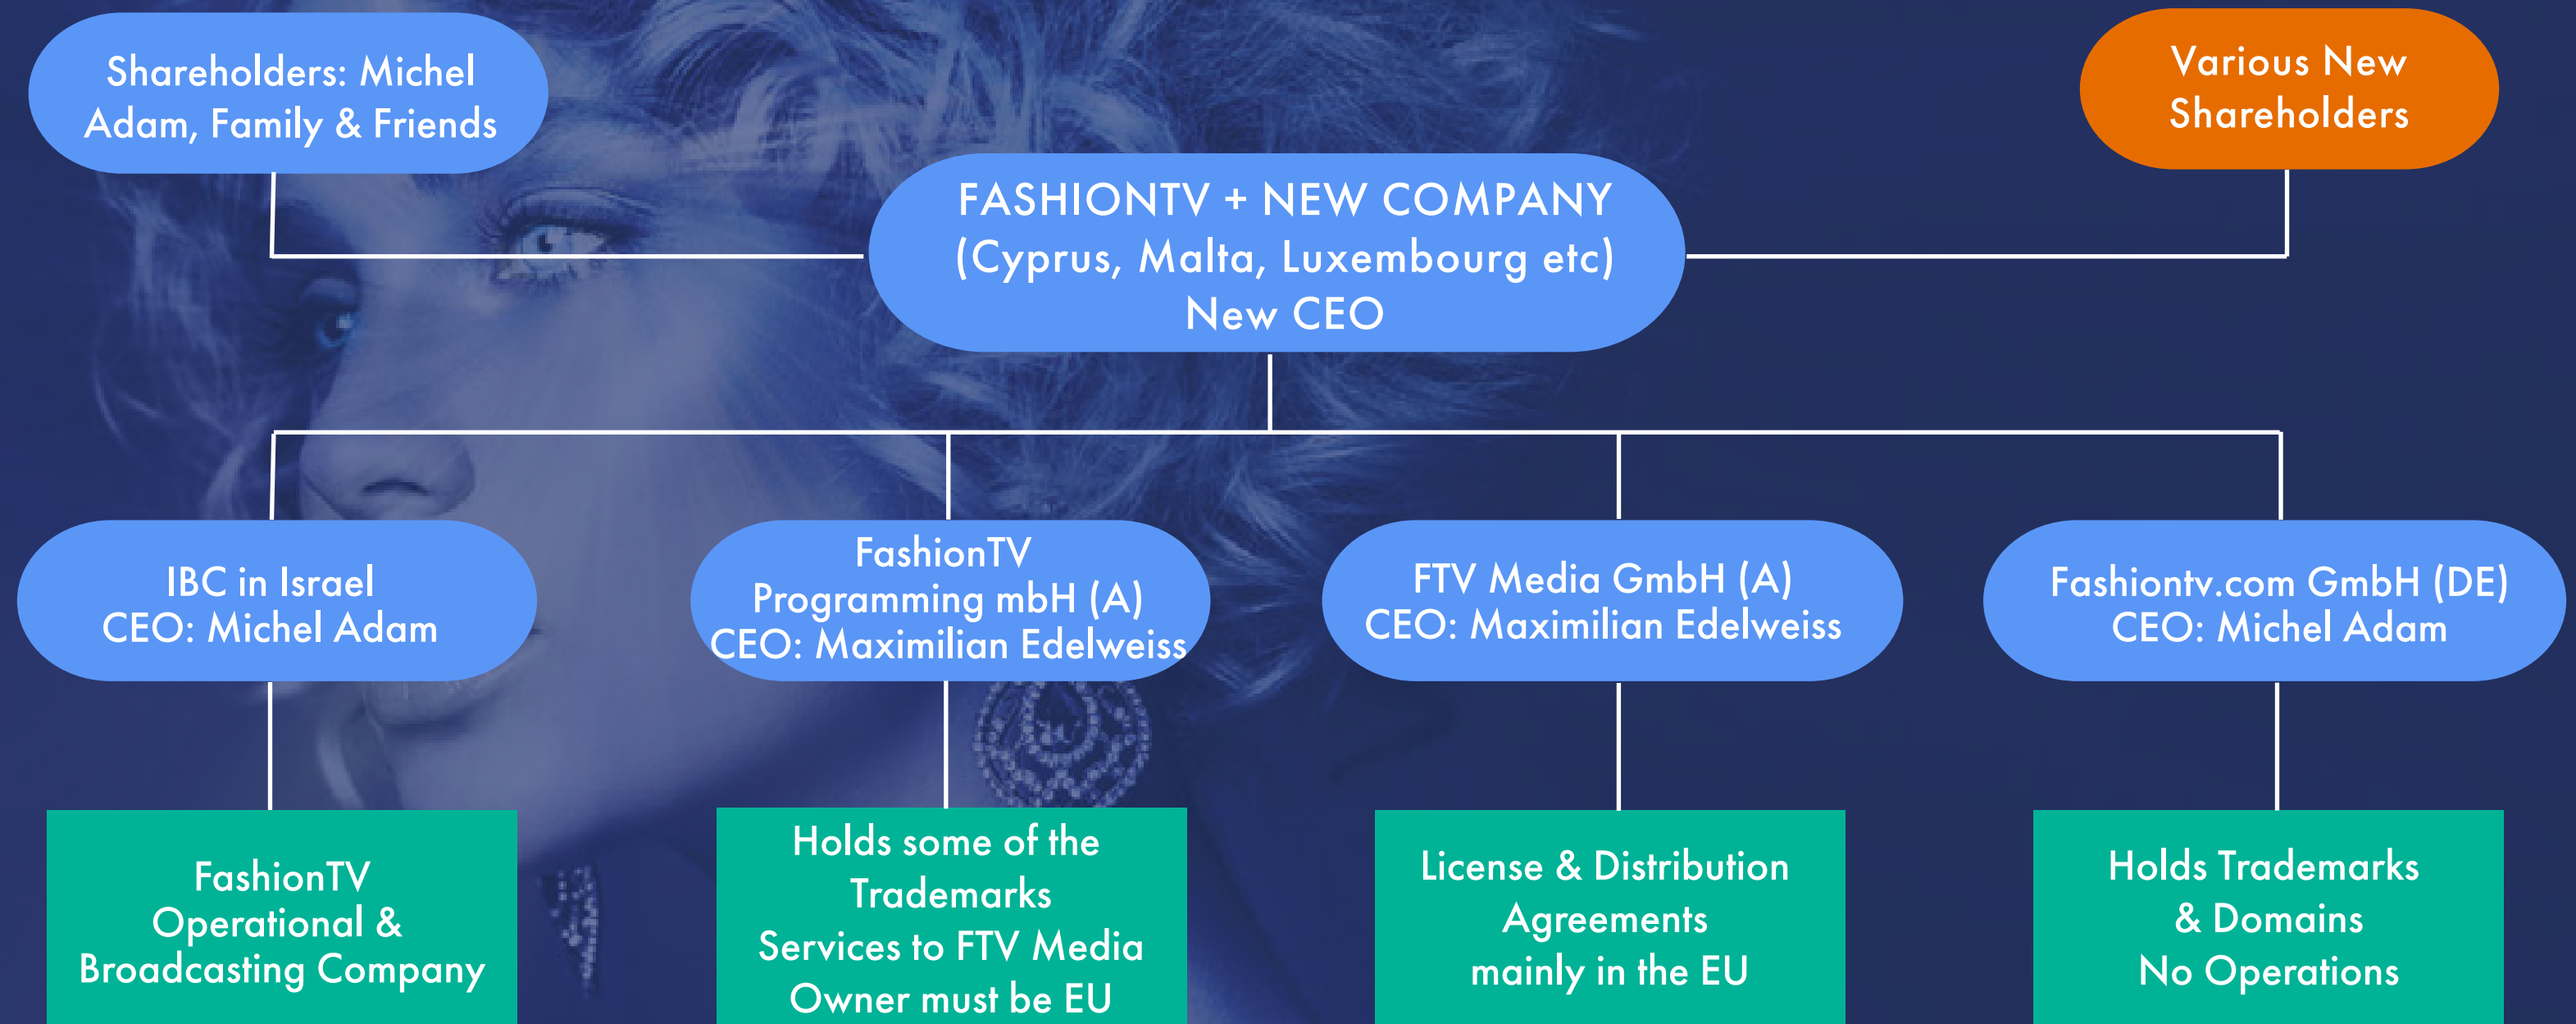 Shareholders: Michel
Adam, Family & Friends
Various New
Shareholders
FASHIONTV + NEW COMPANY
(Cyprus, Malta, Luxembourg etc)
New CEO
IBC in Israel
CEO: Michel Adam
FashionTV
Programming mbH (A)
CEO: Maximilian Edelweiss
FTV Media GmbH (A)
CEO: Maximilian Edelweiss
Fashiontv.com GmbH (DE)
CEO: Michel Adam
FashionTV
Operational &
Broadcasting Company
Holds some of the
Trademarks
Services to FTV Media
Owner must be EU
License & Distribution
Agreements
mainly in the EU
Holds Trademarks
& Domains
No Operations